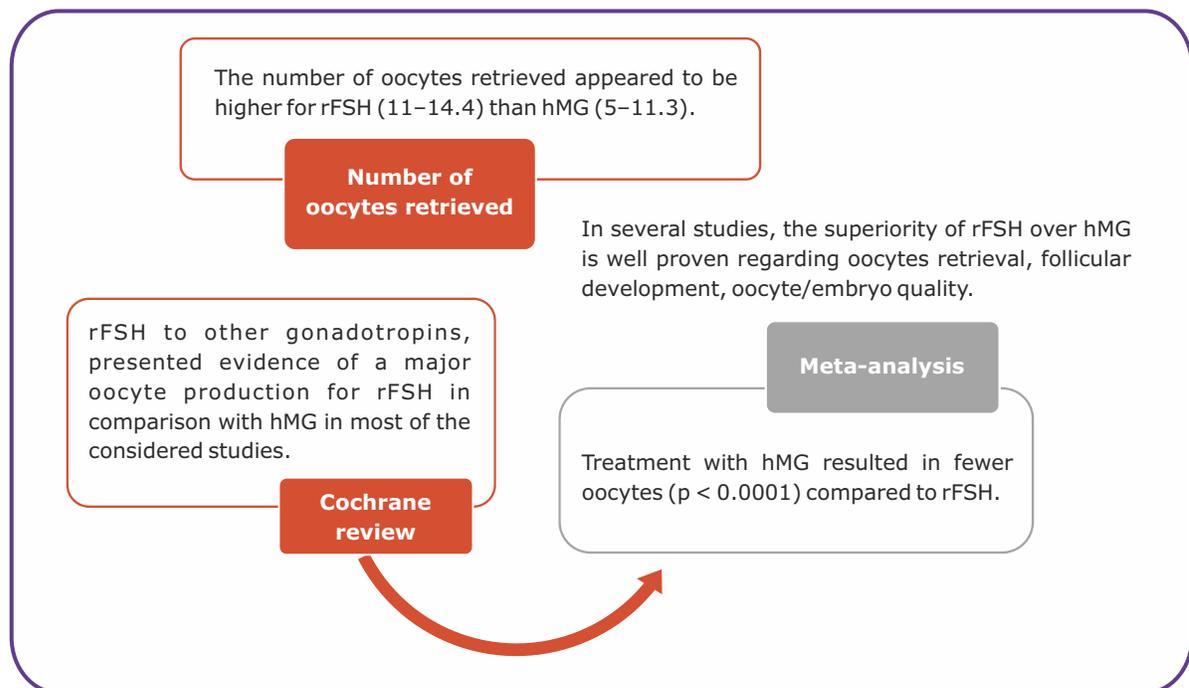 The number of oocytes retrieved appeared to be
higher for rFSH (11–14.4) than hMG (5–11.3).
Number of
oocytes retrieved
In several studies, the superiority of rFSH over hMG
is well proven regarding oocytes retrieval, follicular
development, oocyte/embryo quality.
rFSH to other gonadotropins,
presented evidence of a major
oocyte production for rFSH in
comparison with hMG in most of the
considered studies.
Cochrane
review
Meta-analysis
Treatment with hMG resulted in fewer
oocytes (p < 0.0001) compared to rFSH.